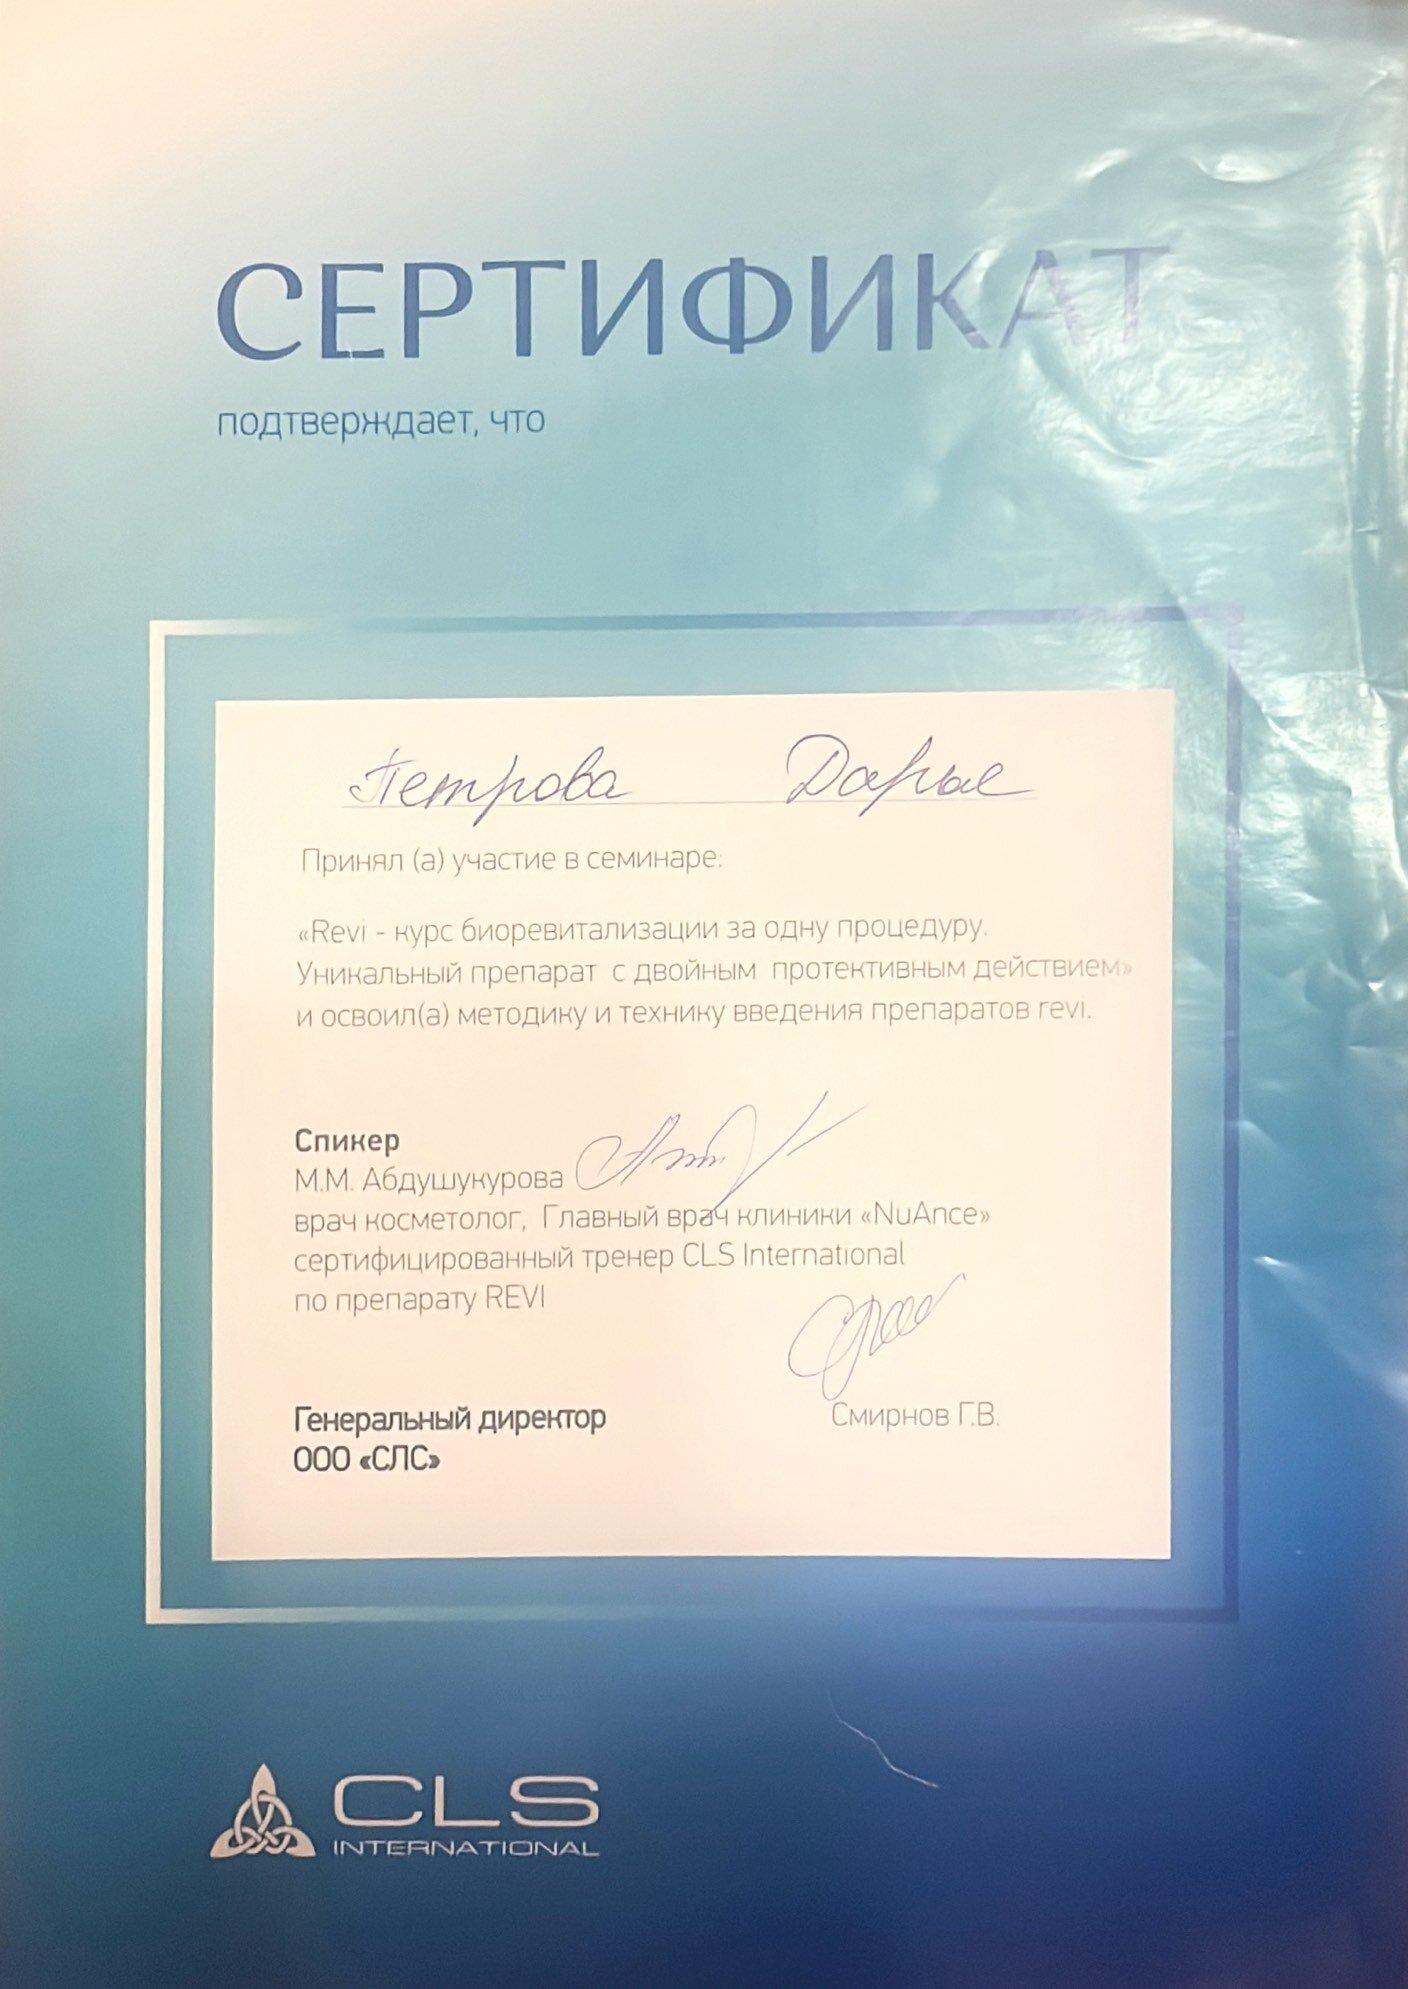 СЕРТИФИКАТ
подтверждает, что
Петрова Дарья
Принял (а) участие в семинаре:
«Revi - курс биоревитализации за одну процедуру.
Уникальный препарат с двойным протективным действием»
и освоил(а) методику и технику введения препаратов revi.
Спикер
М.М. Абдушукурова
врач косметолог, Главный врач клиники «NuAnce»
сертифицированный тренер CLS International
по препарату REVI
Генеральный директор
Смирнов Г.В.
ООО «СЛС»
CLS
INTERNATIONAL